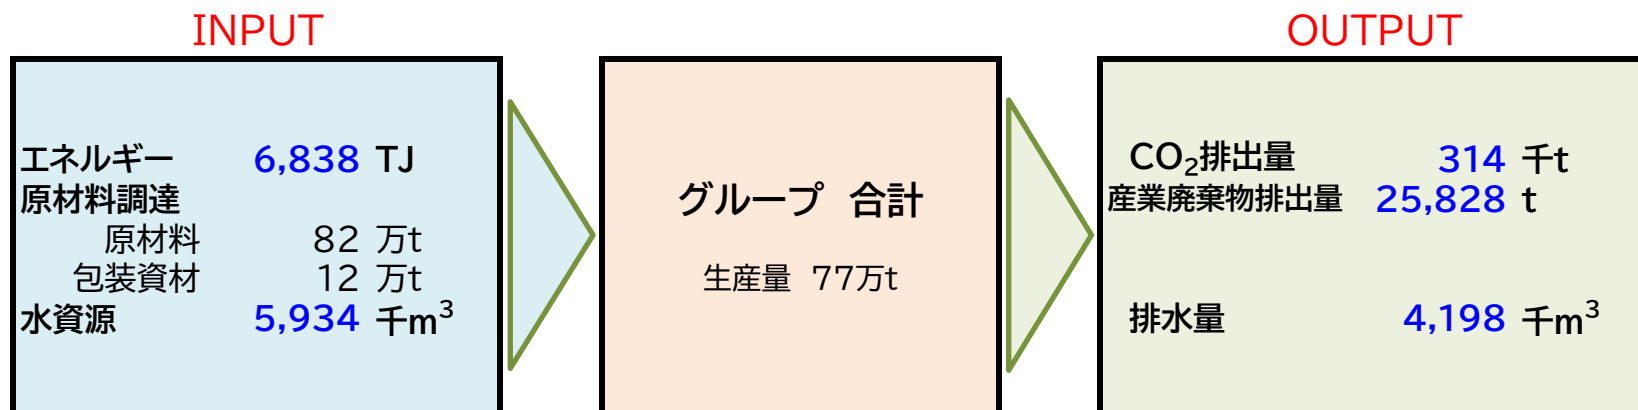 INPUT
エネルギー 6,838 TJ
原材料調達
原材料 82 万t
包装資材 12 万t
水資源 5,934 千m³
グループ 合計
生産量 77万t
OUTPUT
CO₂排出量 314 千t
産業廃棄物排出量 25,828 t
排水量 4,198 千m³